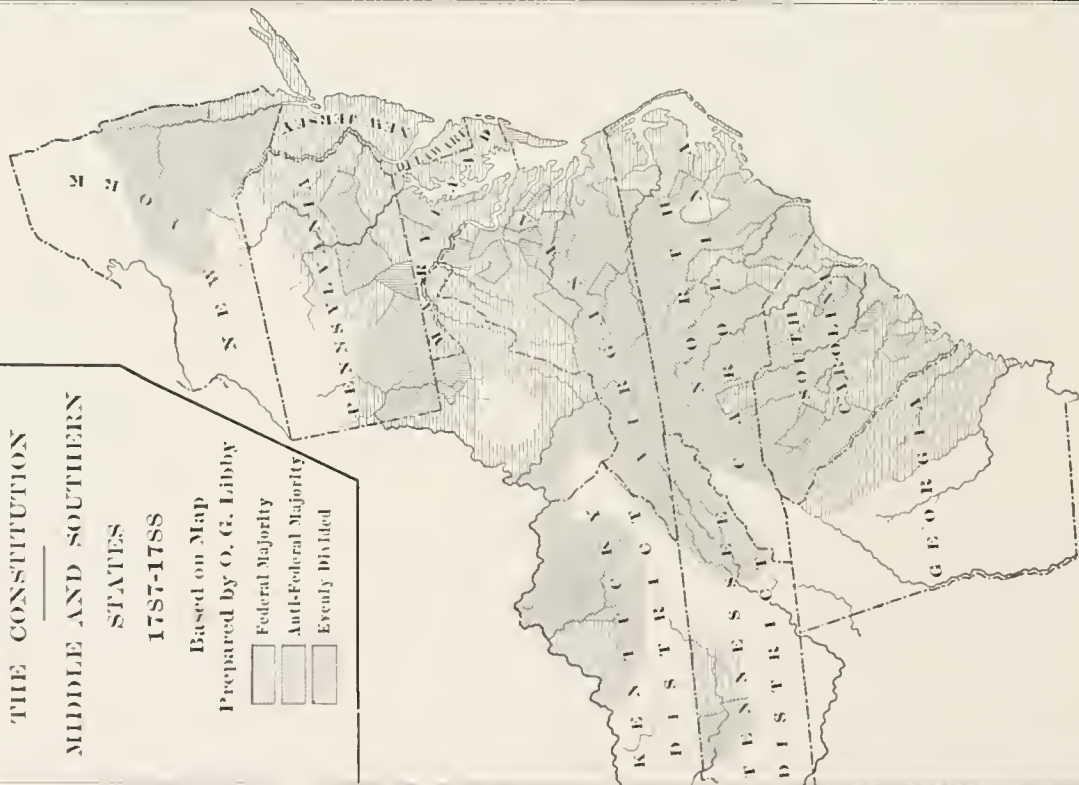 THE CONSTITUTION
MIDDLE AND SOUTHERN
STATES
1787-1788
Based on Map
Prepared by O. G. Libby
Federal Majority
Anti-Federal Majority
Evenly Divided
NEW YORK
PENNSYLVANIA
NEW JERSEY
DELAWARE
MARYLAND
VIRGINIA
KENTUCKY
DISTRICT
TENNESSEE
DISTRICT
NORTH
CAROLINA
SOUTH
CAROLINA
GEORGIA